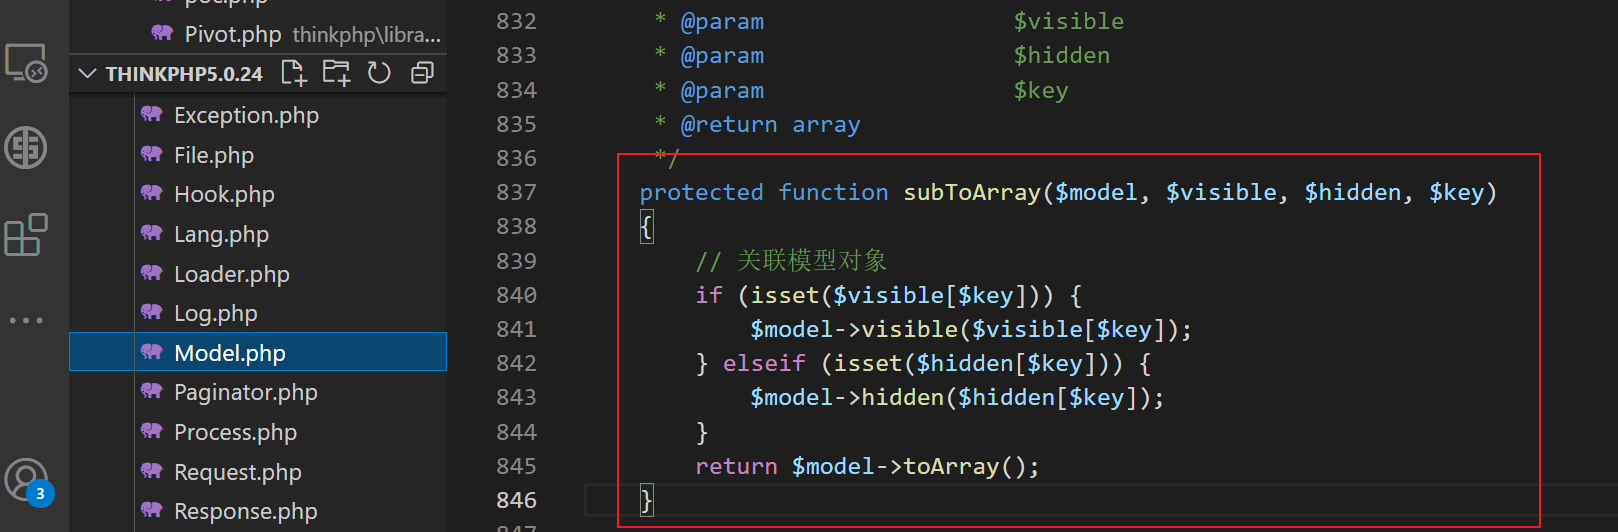 poc.php
Pivot.php thinkphp\libra...
THINKPHP5.0.24
Exception.php
File.php
Hook.php
Lang.php
Loader.php
Log.php
Model.php
Paginator.php
Process.php
Request.php
Response.php
3
832 * @param $visible
833 * @param $hidden
834 * @param $key
835 * @return array
836 */
837 protected function subToArray($model, $visible, $hidden, $key)
838 {
839 // 关联模型对象
840 if (isset($visible[$key])) {
841 $model->visible($visible[$key]);
842 } elseif (isset($hidden[$key])) {
843 $model->hidden($hidden[$key]);
844 }
845 return $model->toArray();
846 }
847